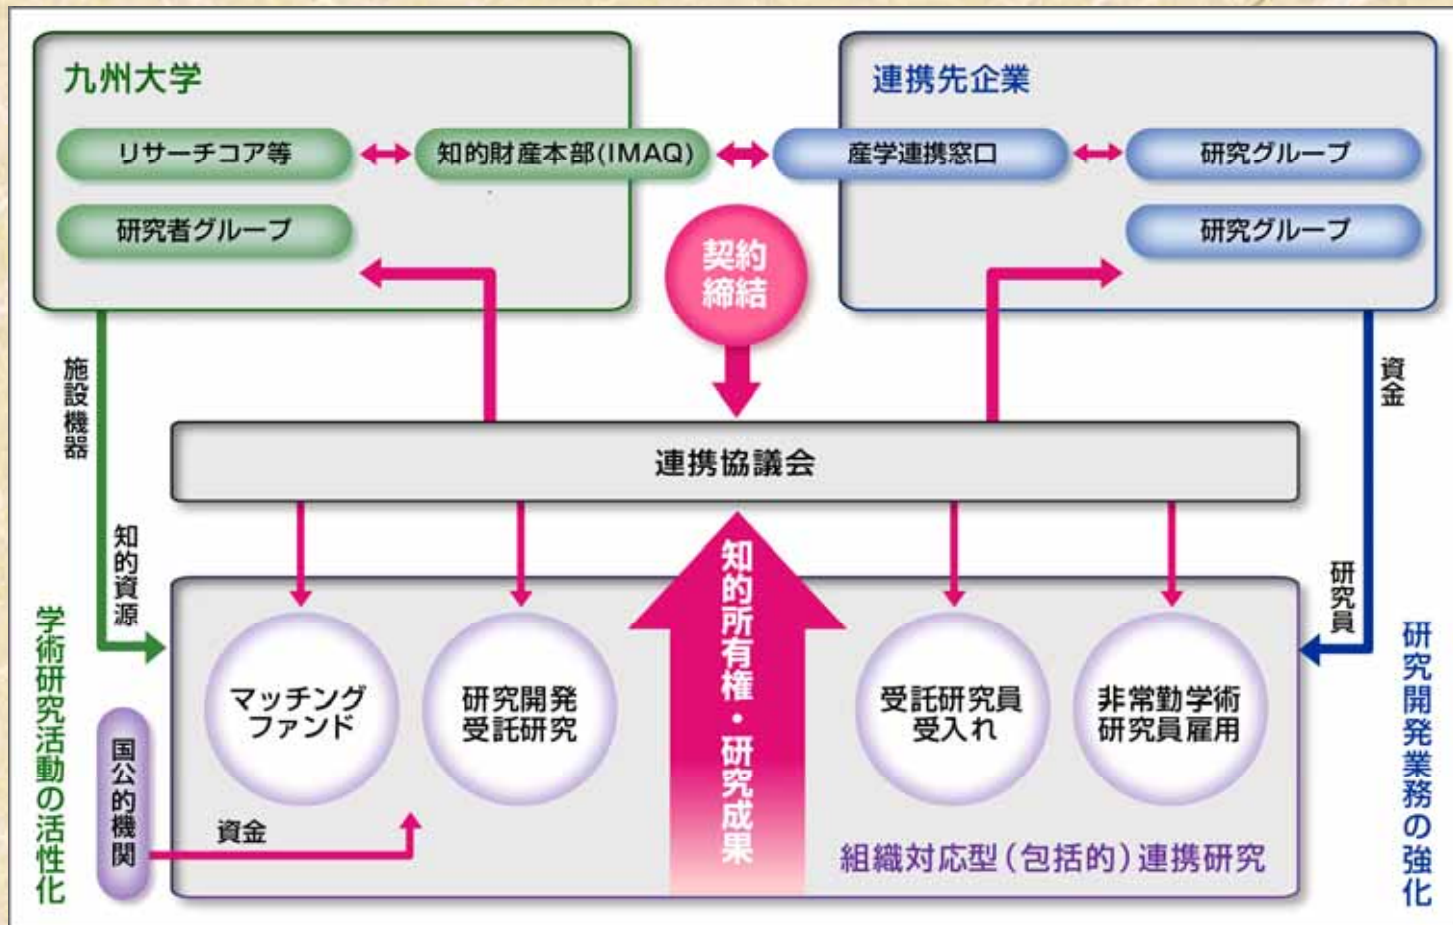 九州大学
リサーチコア等
知的財産本部(IMAQ)
研究者グループ
連携先企業
産学連携窓口
研究グループ
研究グループ
契約
締結
施設機器
知的資源
資金
研究員
連携協議会
学術研究活動の活性化
国公的機関
資金
マッチング
ファンド
研究開発
受託研究
知的所有権・研究成果
受託研究員
受入れ
非常勤学術
研究員雇用
組織対応型(包括的)連携研究
研究開発業務の強化